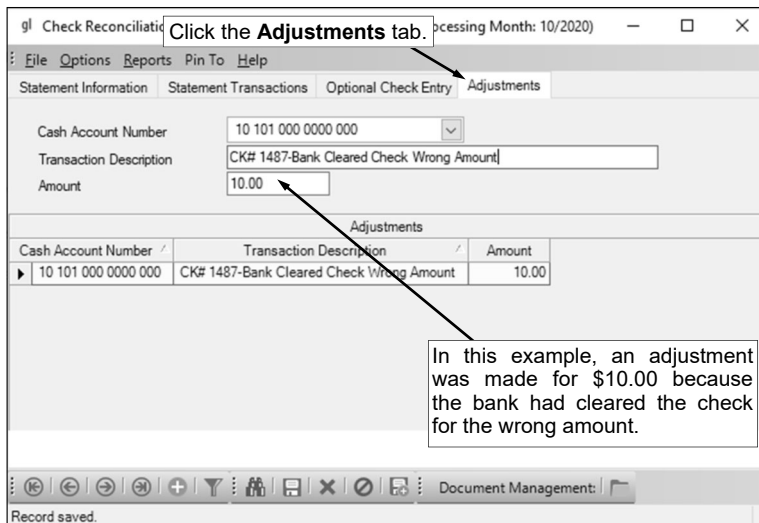 gl Check Reconciliatio
Click the Adjustments tab.
ocessing Month: 10/2020)
File Options Reports Pin To Help
Statement Information Statement Transactions Optional Check Entry Adjustments
Cash Account Number 10 101 000 0000 000
Transaction Description CK# 1487-Bank Cleared Check Wrong Amount
Amount 10.00
Adjustments
Cash Account Number Transaction Description Amount
10 101 000 0000 000 CK# 1487-Bank Cleared Check Wrong Amount 10.00
In this example, an adjustment
was made for $10.00 because
the bank had cleared the check
for the wrong amount.
Document Management:
Record saved.